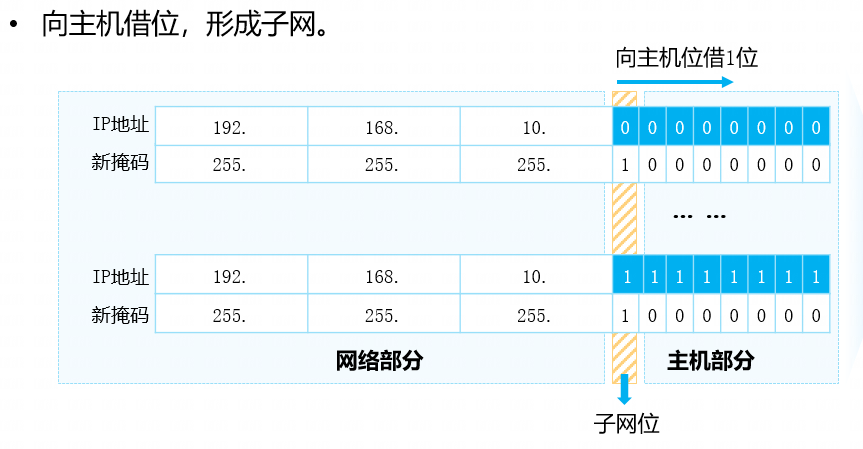 • 向主机借位，形成子网。
向主机位借1位
IP地址 192. 168. 10. 0 0 0 0 0 0 0 0
新掩码 255. 255. 255. 1 0 0 0 0 0 0 0
... ...
IP地址 192. 168. 10. 1 1 1 1 1 1 1 1
新掩码 255. 255. 255. 1 0 0 0 0 0 0 0
网络部分 主机部分
子网位